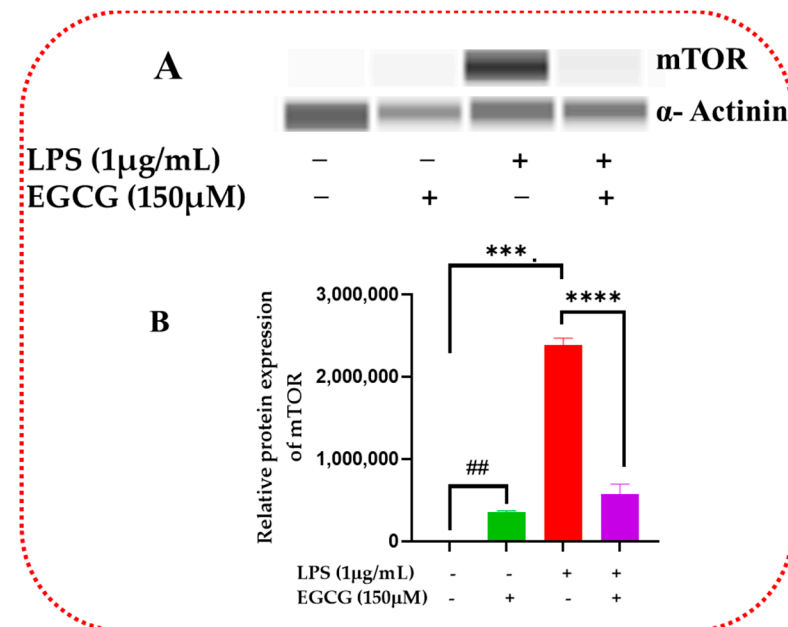 A
mTOR
α- Actinin
LPS (1µg/mL) – – + +
EGCG (150µM) – + – +
B
***.
****
##
Relative protein expression
of mTOR
3,000,000
2,000,000
1,000,000
0
LPS (1µg/mL) - - + +
EGCG (150µM) - + - +